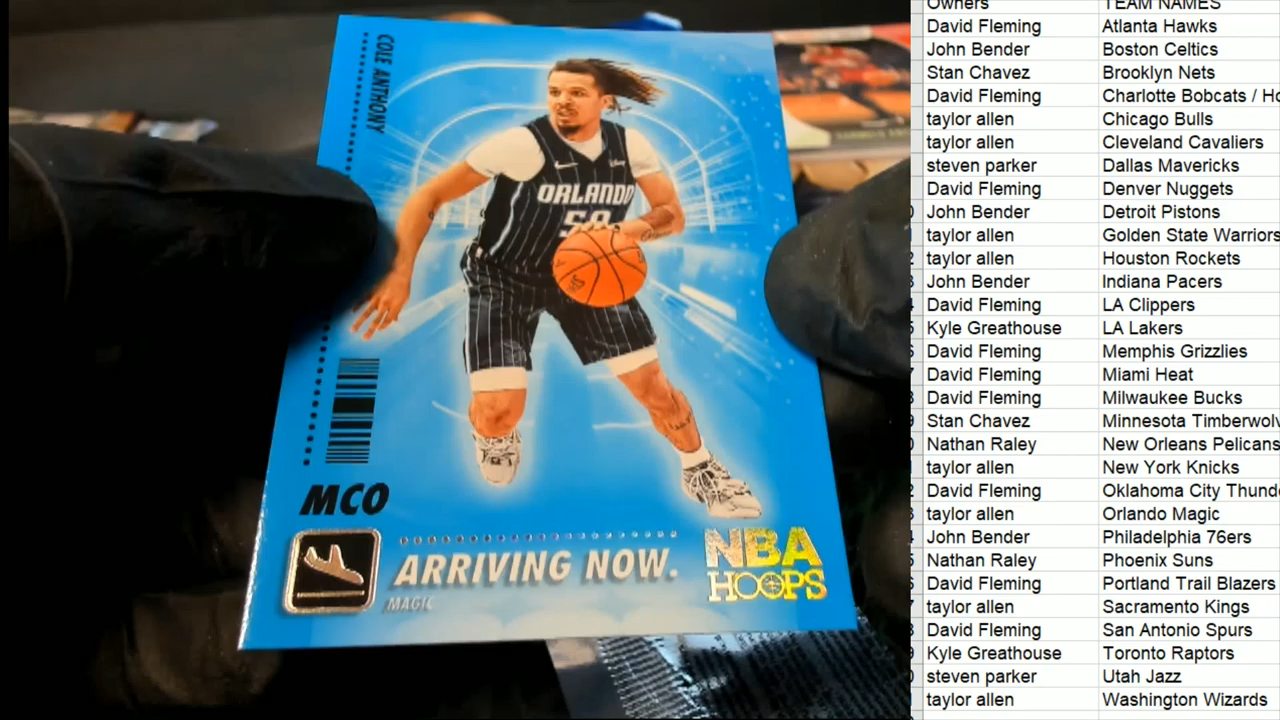 COLE ANTHONY
ORLANDO
50
MCO
ARRIVING NOW.
MAGIC
NBA
HOOPS
Owners TEAM NAMES
David Fleming Atlanta Hawks
John Bender Boston Celtics
Stan Chavez Brooklyn Nets
David Fleming Charlotte Bobcats / Ho
taylor allen Chicago Bulls
taylor allen Cleveland Cavaliers
steven parker Dallas Mavericks
David Fleming Denver Nuggets
John Bender Detroit Pistons
taylor allen Golden State Warriors
taylor allen Houston Rockets
John Bender Indiana Pacers
David Fleming LA Clippers
Kyle Greathouse LA Lakers
David Fleming Memphis Grizzlies
David Fleming Miami Heat
David Fleming Milwaukee Bucks
Stan Chavez Minnesota Timberwolv
Nathan Raley New Orleans Pelicans
taylor allen New York Knicks
David Fleming Oklahoma City Thund
taylor allen Orlando Magic
John Bender Philadelphia 76ers
Nathan Raley Phoenix Suns
David Fleming Portland Trail Blazers
taylor allen Sacramento Kings
David Fleming San Antonio Spurs
Kyle Greathouse Toronto Raptors
steven parker Utah Jazz
taylor allen Washington Wizards